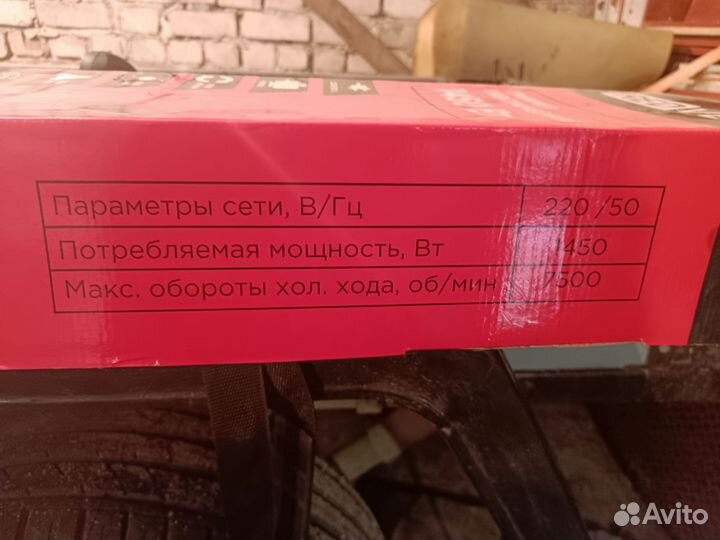 Параметры сети, В/Гц 220 /50
Потребляемая мощность, Вт 1450
Макс. обороты хол. хода, об/мин 7500
Avito